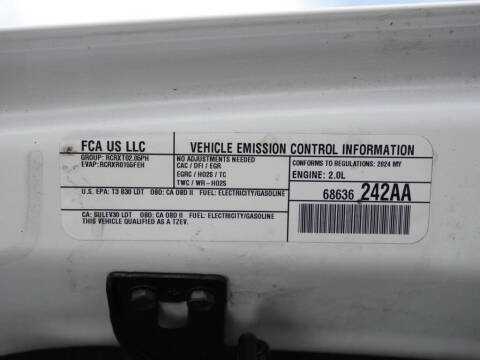 FCA US LLC
VEHICLE EMISSION CONTROL INFORMATION
GROUP: RCRXT02.05PH
EVAP: RCRXR0155FEH
NO ADJUSTMENTS NEEDED
CAC / DFI / EGR
EGRC / HO2S / TC
TWC / WR-HO2S
CONFORMS TO REGULATIONS: 2024 MY
ENGINE: 2.0L
U.S. EPA: T3 B30 LDT OBD: CA OBD II FUEL: ELECTRICITY/GASOLINE
68636 242AA
CA: SULEV30 LDT OBD: CA OBD II FUEL: ELECTRICITY/GASOLINE
THIS VEHICLE QUALIFIED AS A TZEV.